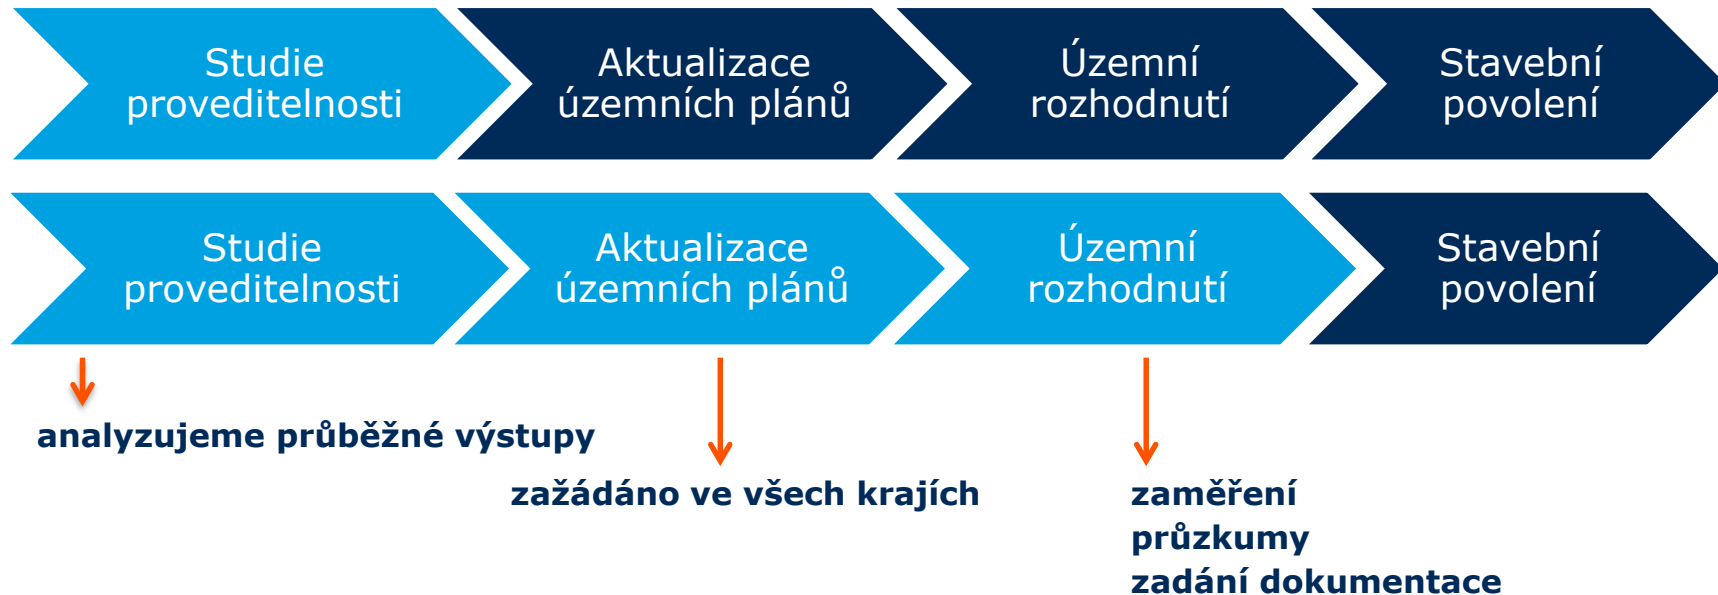 Studie
proveditelnosti
Aktualizace
územních plánů
Územní
rozhodnutí
Stavební
povolení
Studie
proveditelnosti
Aktualizace
územních plánů
Územní
rozhodnutí
Stavební
povolení
analyzujeme průběžné výstupy
zažádáno ve všech krajích
zaměření
průzkumy
zadání dokumentace